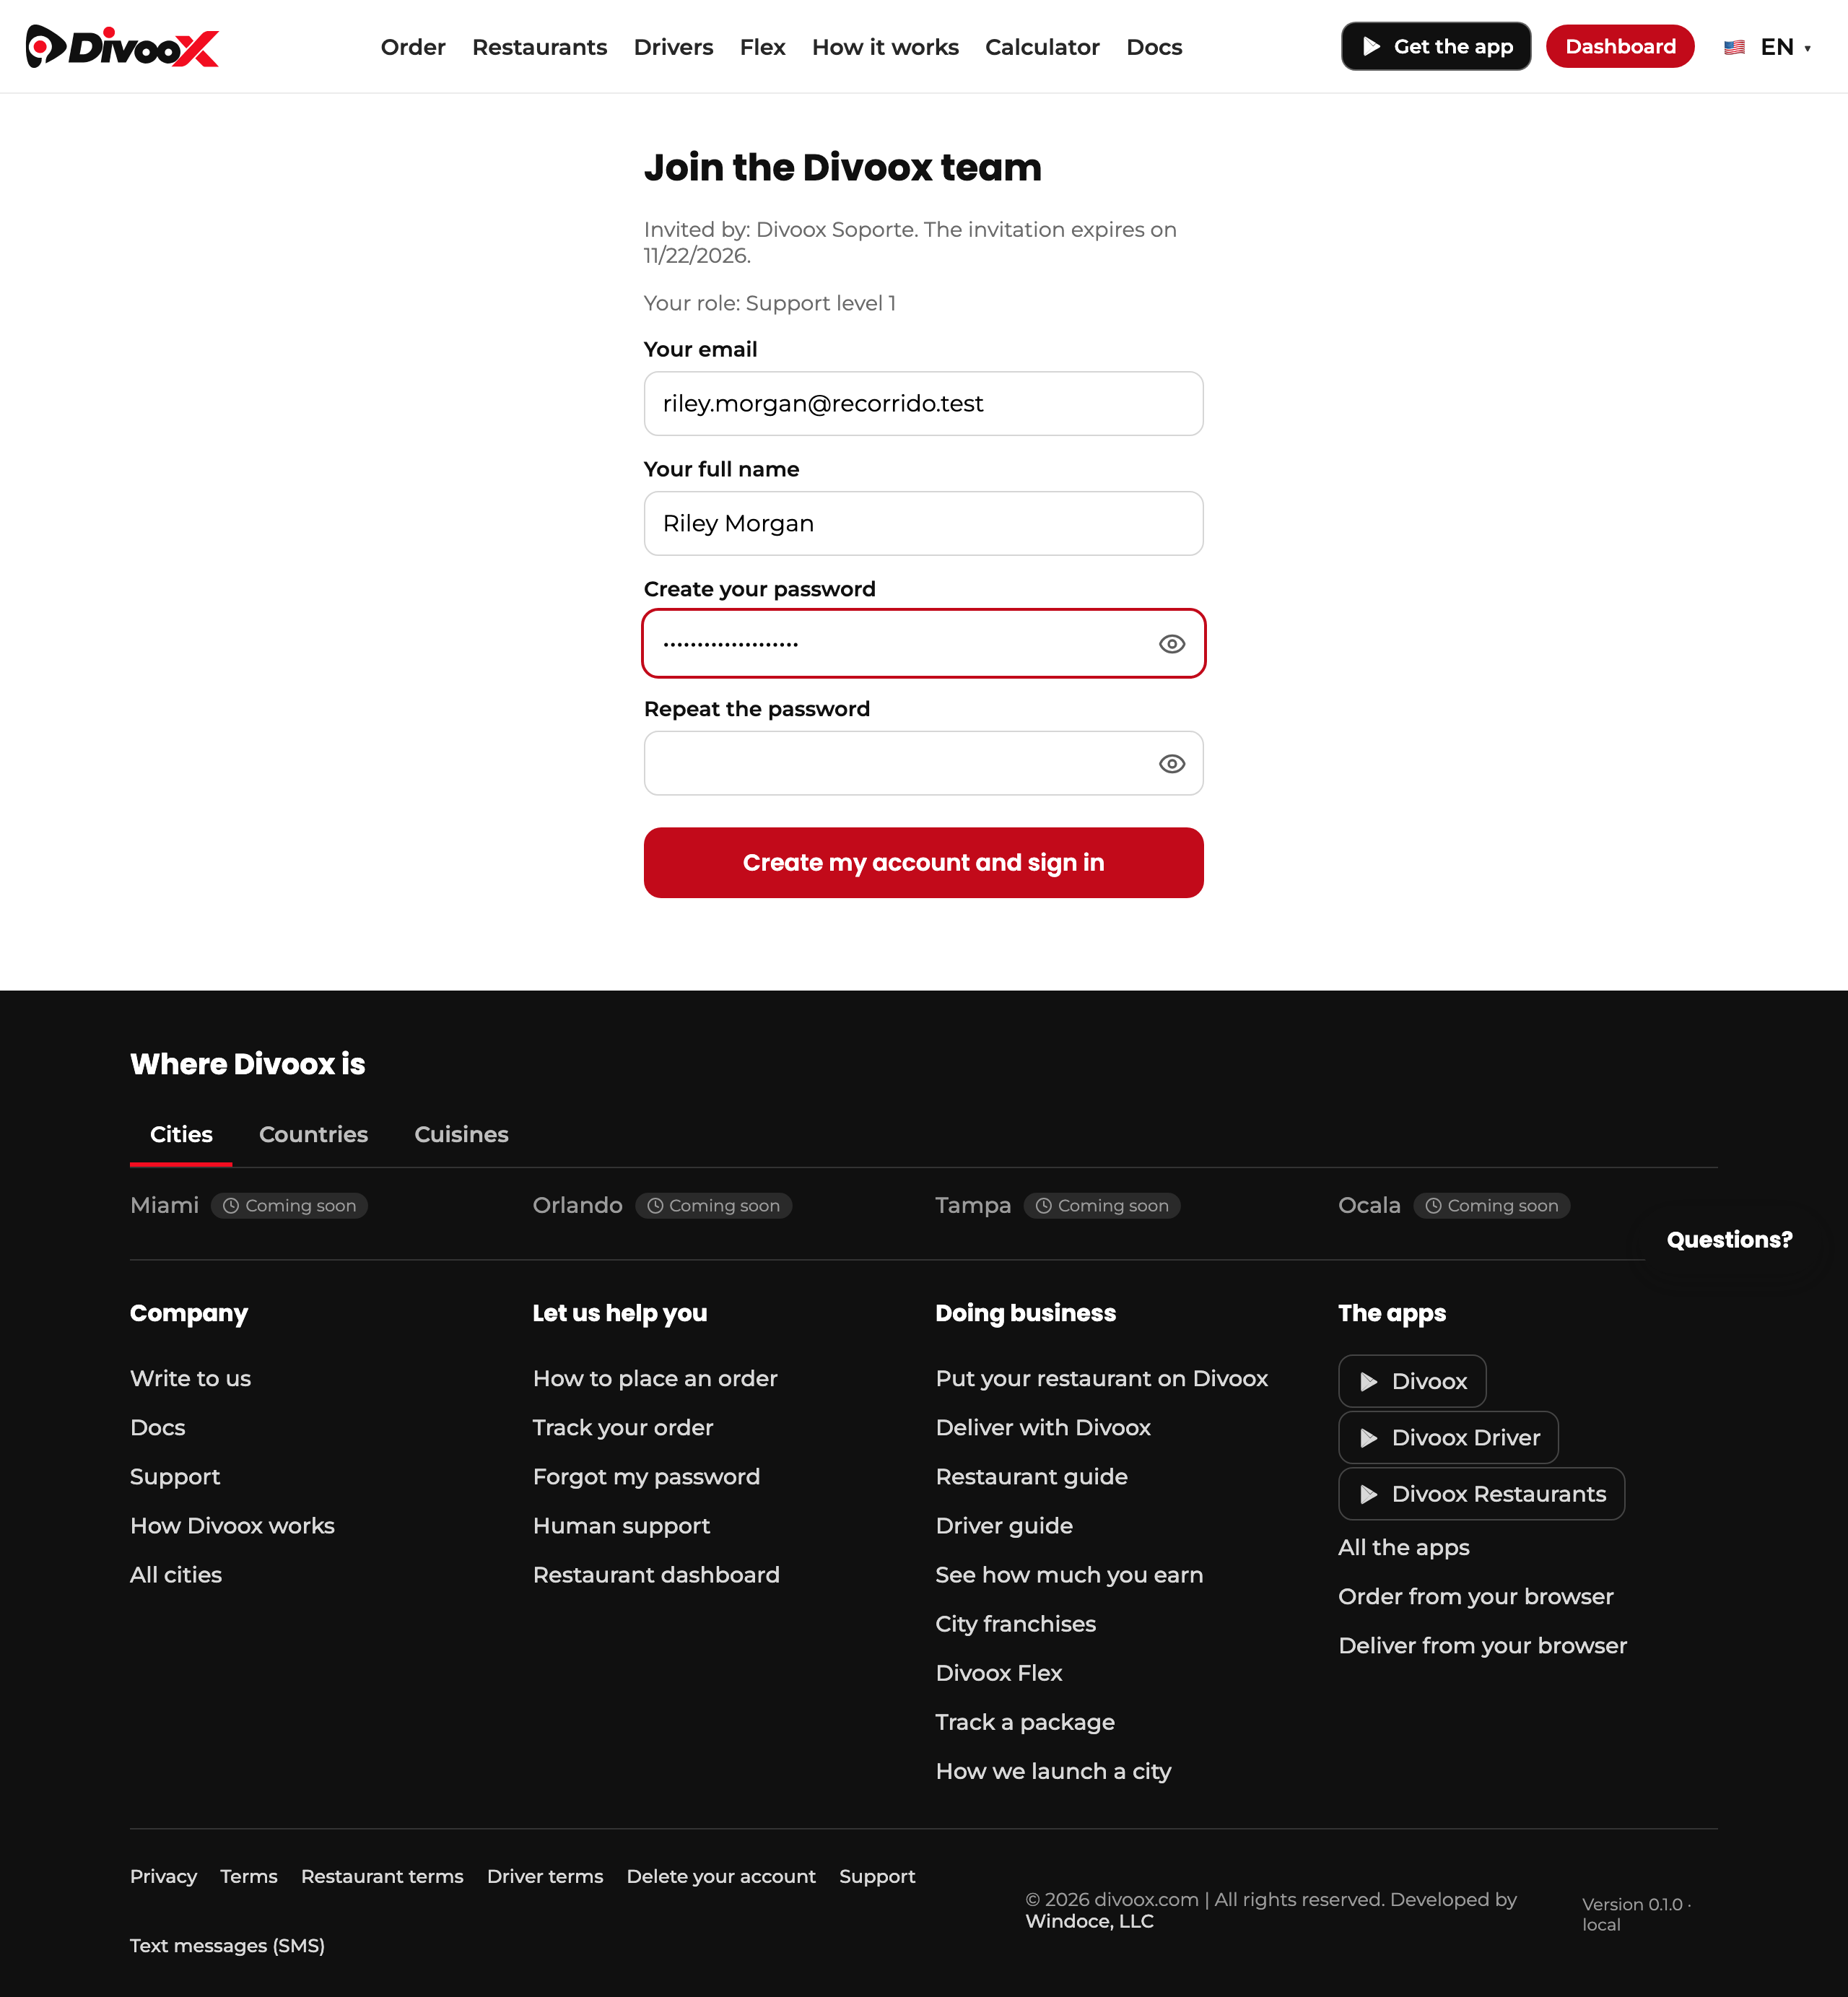 DivooX
Order Restaurants Drivers Flex How it works Calculator Docs
Get the app
Dashboard
EN
Join the Divoox team
Invited by: Divoox Soporte. The invitation expires on
11/22/2026.
Your role: Support level 1
Your email
riley.morgan@recorrido.test
Your full name
Riley Morgan
Create your password
Repeat the password
Create my account and sign in
Where Divoox is
Cities Countries Cuisines
Miami Coming soon
Orlando Coming soon
Tampa Coming soon
Ocala Coming soon
Questions?
Company
Write to us
Docs
Support
How Divoox works
All cities
Let us help you
How to place an order
Track your order
Forgot my password
Human support
Restaurant dashboard
Doing business
Put your restaurant on Divoox
Deliver with Divoox
Restaurant guide
Driver guide
See how much you earn
City franchises
Divoox Flex
Track a package
How we launch a city
The apps
Divoox
Divoox Driver
Divoox Restaurants
All the apps
Order from your browser
Deliver from your browser
Privacy Terms Restaurant terms Driver terms Delete your account Support
Text messages (SMS)
© 2026 divoox.com | All rights reserved. Developed by
Windoce, LLC
Version 0.1.0 ·
local